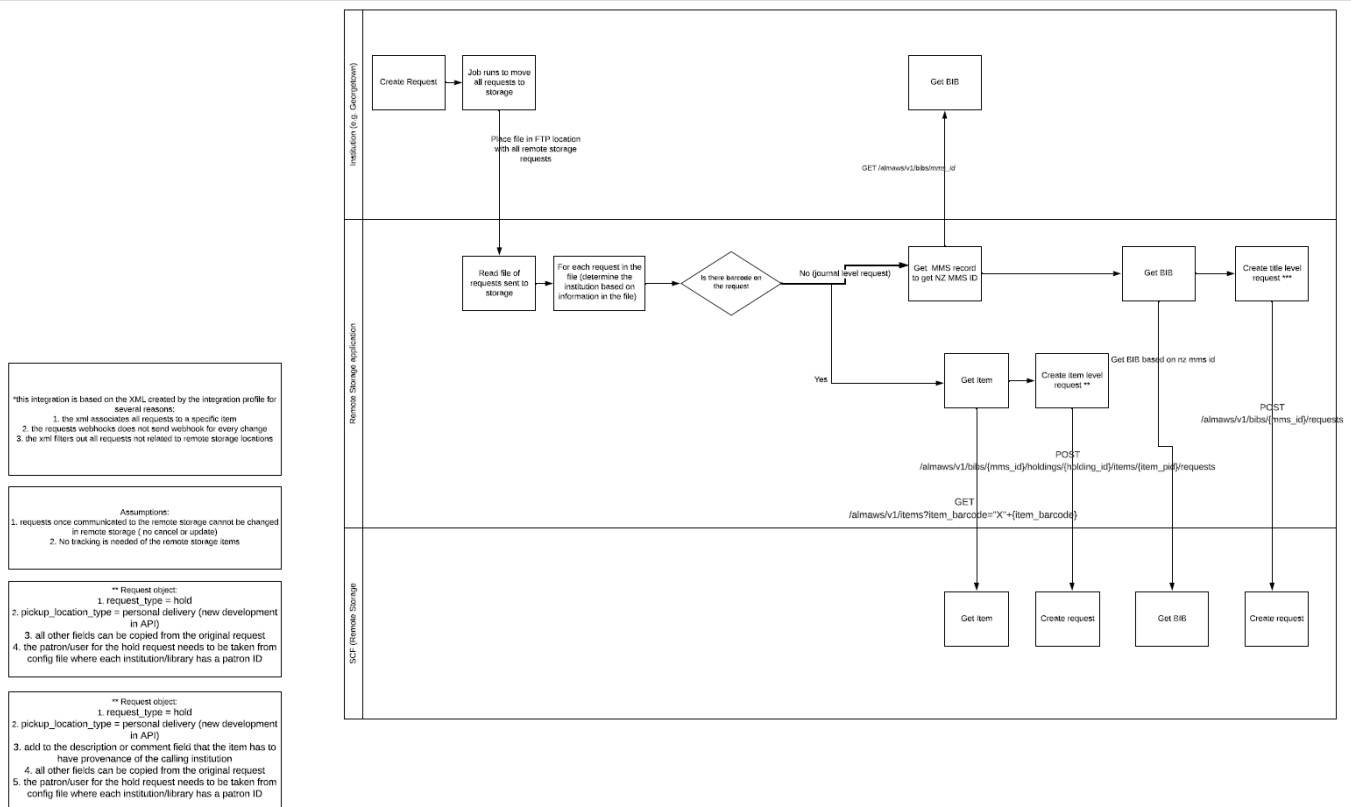 Institution (e.g. Georgetown)
Create Request
Job runs to move
all requests to
storage
Place file in FTP location
with all remote storage
requests
Get BIB
GET /almaws/v1/bibs/mms_id
Remote Storage application
Read file of
requests sent to
storage
For each request in the
file (determine the
institution based on
information in the file)
Is there barcode on
the request
No (journal level request)
Get MMS record
to get NZ MMS ID
Get BIB
Create title level
request ***
Yes
Get Item
Create item level
request **
Get BIB based on nz mms id
POST
/almaws/v1/bibs/{mms_id}/requests
POST
/almaws/v1/bibs/{mms_id}/holdings/{holding_id}/items/{item_pid}/requests
GET
/almaws/v1/items?item_barcode="X"+{item_barcode}
SCF (Remote Storage
Get Item
Create request
Get BIB
Create request
*this integration is based on the XML created by the integration profile for
several reasons:
1. the xml associates all requests to a specific item
2. the requests webhooks does not send webhook for every change
3. the xml filters out all requests not related to remote storage locations
Assumptions:
1. requests once communicated to the remote storage cannot be changed
in remote storage ( no cancel or update)
2. No tracking is needed of the remote storage items
** Request object:
1. request_type = hold
2. pickup_location_type = personal delivery (new development
in API)
3. all other fields can be copied from the original request
4. the patron/user for the hold request needs to be taken from
config file where each institution/library has a patron ID
** Request object:
1. request_type = hold
2. pickup_location_type = personal delivery (new development
in API)
3. add to the description or comment field that the item has to
have provenance of the calling institution
4. all other fields can be copied from the original request
5. the patron/user for the hold request needs to be taken from
config file where each institution/library has a patron ID